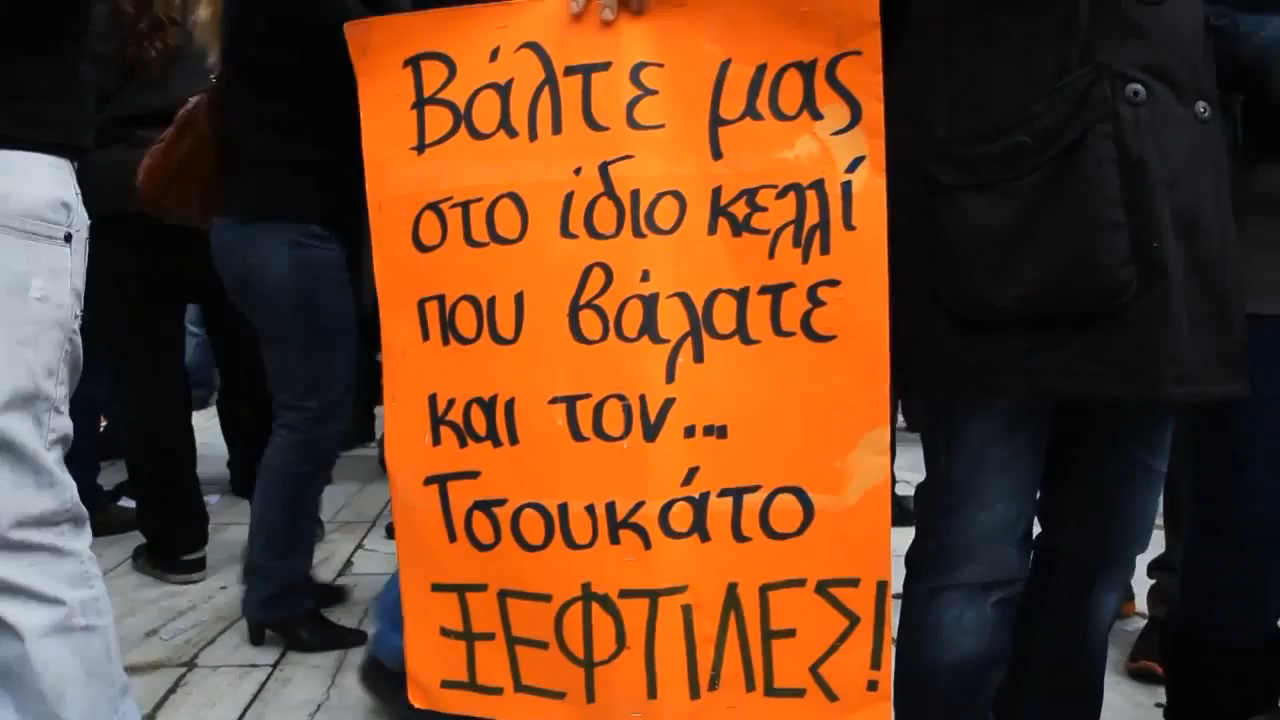 Βάλτε μας
στο ίδιο κελλί
που βάλατε
και τον...
Τσουκάτο
ΞΕΦΤΙΛΕΣ!